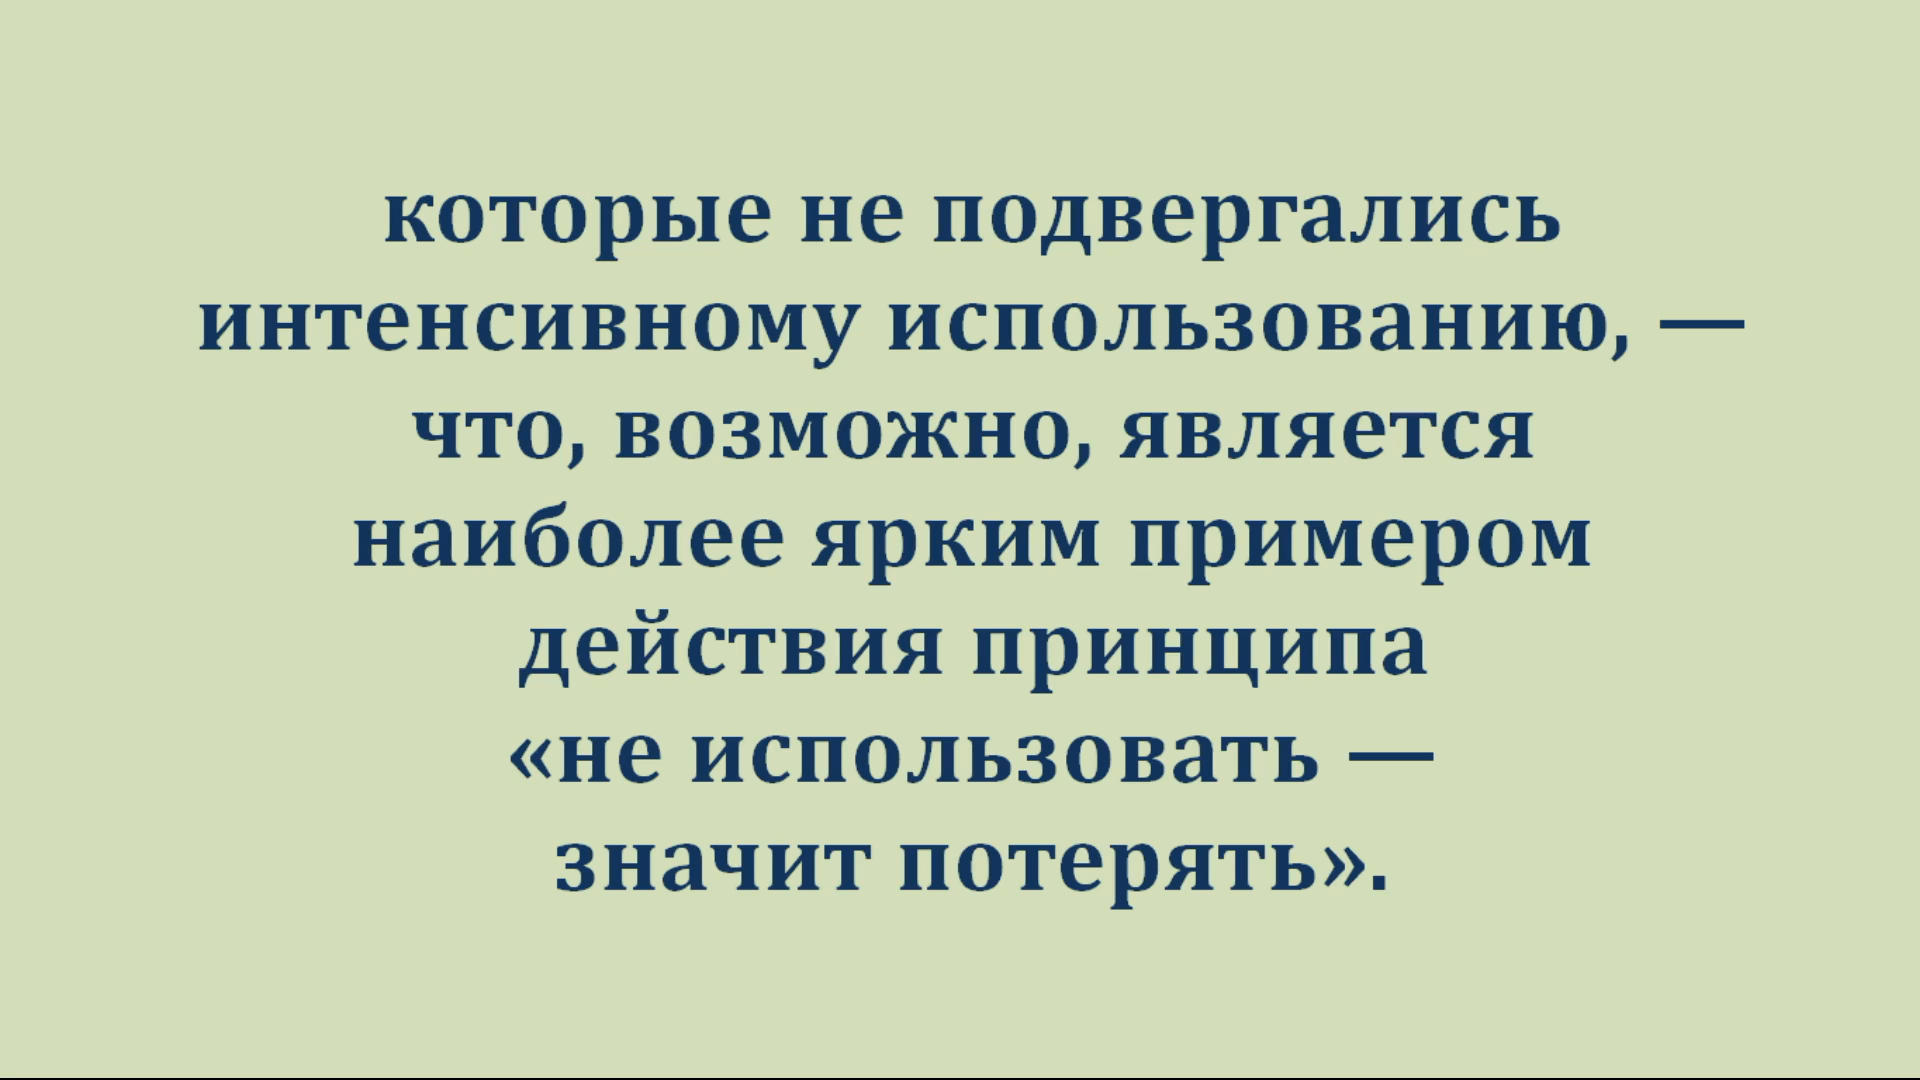 которые не подвергались
интенсивному использованию, —
что, возможно, является
наиболее ярким примером
действия принципа
«не использовать —
значит потерять».